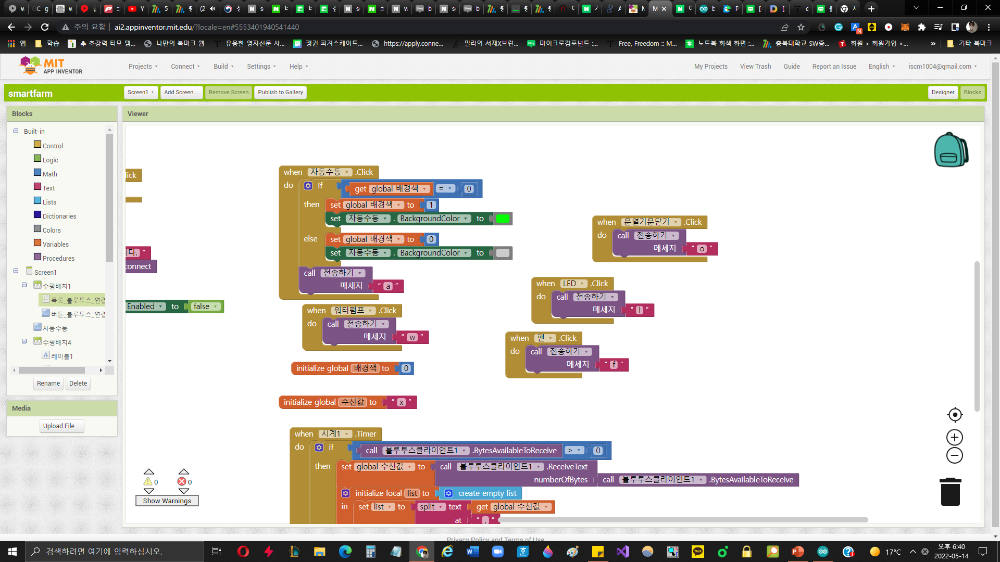 주의 요함 | ai2.appinventor.mit.edu/?locale=en#5553401940541440
앱 학습 ♣ 초강력 티모 템... 나만의 북마크 웹 유용한 영자신문 사... 펭귄 피겨스케이트... https://apply.conne... 밀리의 서재X브런... 마이크로컴포넌트 :... Free, Freedom :: M... 노트북 회색 화면 :... 충북대학교 SW중... 회원 > 회원가입 >... » 기타 북마크
MIT
APP INVENTOR
Projects Connect Build Settings Help My Projects View Trash Guide Report an Issue English iscm1004@gmail.com
smartfarm Screen1 Add Screen ... Remove Screen Publish to Gallery Designer Blocks
Blocks
Viewer
Built-in
Control
Logic
Math
Text
Lists
Dictionaries
Colors
Variables
Procedures
Screen1
수평배치1
목록_블루투스_연결
버튼_블루투스_연결
자동수동
수평배치4
레이블1
Rename Delete
Media
Upload File ...
lick
니다. "
connect
Enabled to false
when 자동수동 .Click
do if get global 배경색 = 0
then set global 배경색 to 1
set 자동수동 . BackgroundColor to
else set global 배경색 to 0
set 자동수동 . BackgroundColor to
call 전송하기
메세지 " a "
when 워터펌프 .Click
do call 전송하기
메세지 " w "
initialize global 배경색 to 0
initialize global 수신값 to " x "
when 문열기문닫기 .Click
do call 전송하기
메세지 " o "
when LED .Click
do call 전송하기
메세지 " l "
when 팬 .Click
do call 전송하기
메세지 " f "
when 시계1 .Timer
do if call 블루투스클라이언트1 .BytesAvailableToReceive > 0
then set global 수신값 to call 블루투스클라이언트1 .ReceiveText
numberOfBytes call 블루투스클라이언트1 .BytesAvailableToReceive
initialize local list to create empty list
in set list to split text get global 수신값
at " , "
0 0
Show Warnings
Privacy Policy and Terms of Use
검색하려면 여기에 입력하십시오.
17°C
오후 6:40
2022-05-14